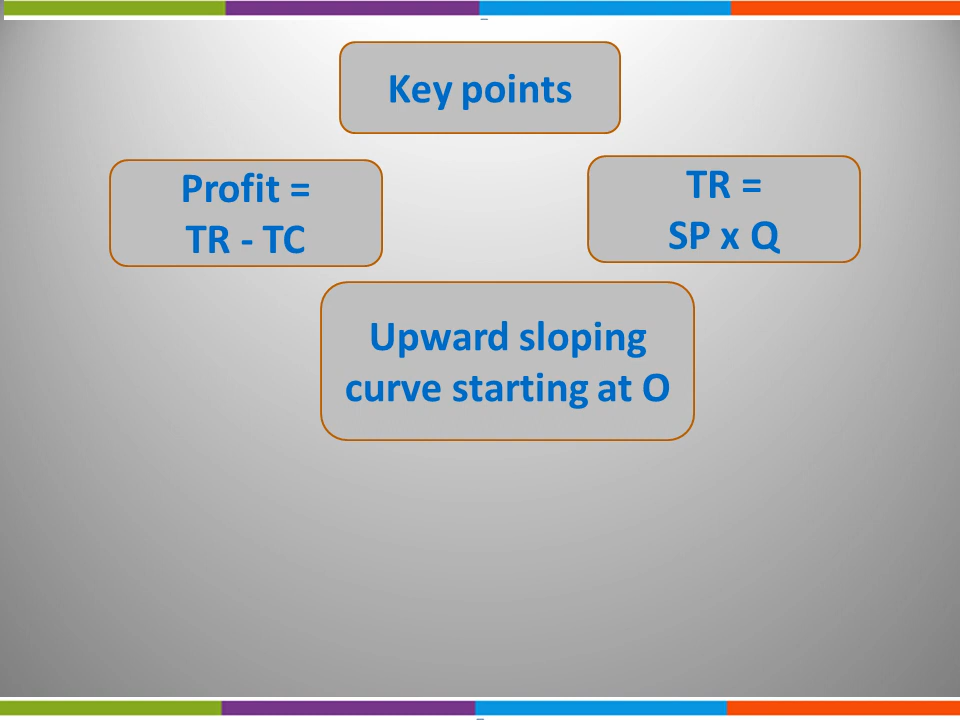 Key points
Profit =
TR - TC
TR =
SP x Q
Upward sloping
curve starting at O